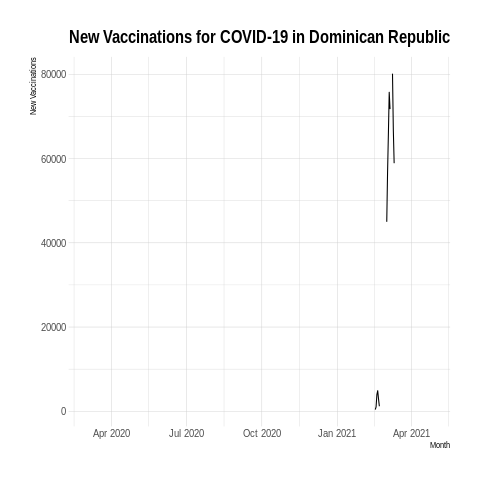 New Vaccinations for COVID-19 in Dominican Republic
New Vaccinations
80000
60000
40000
20000
0
Apr 2020 Jul 2020 Oct 2020 Jan 2021 Apr 2021
Month